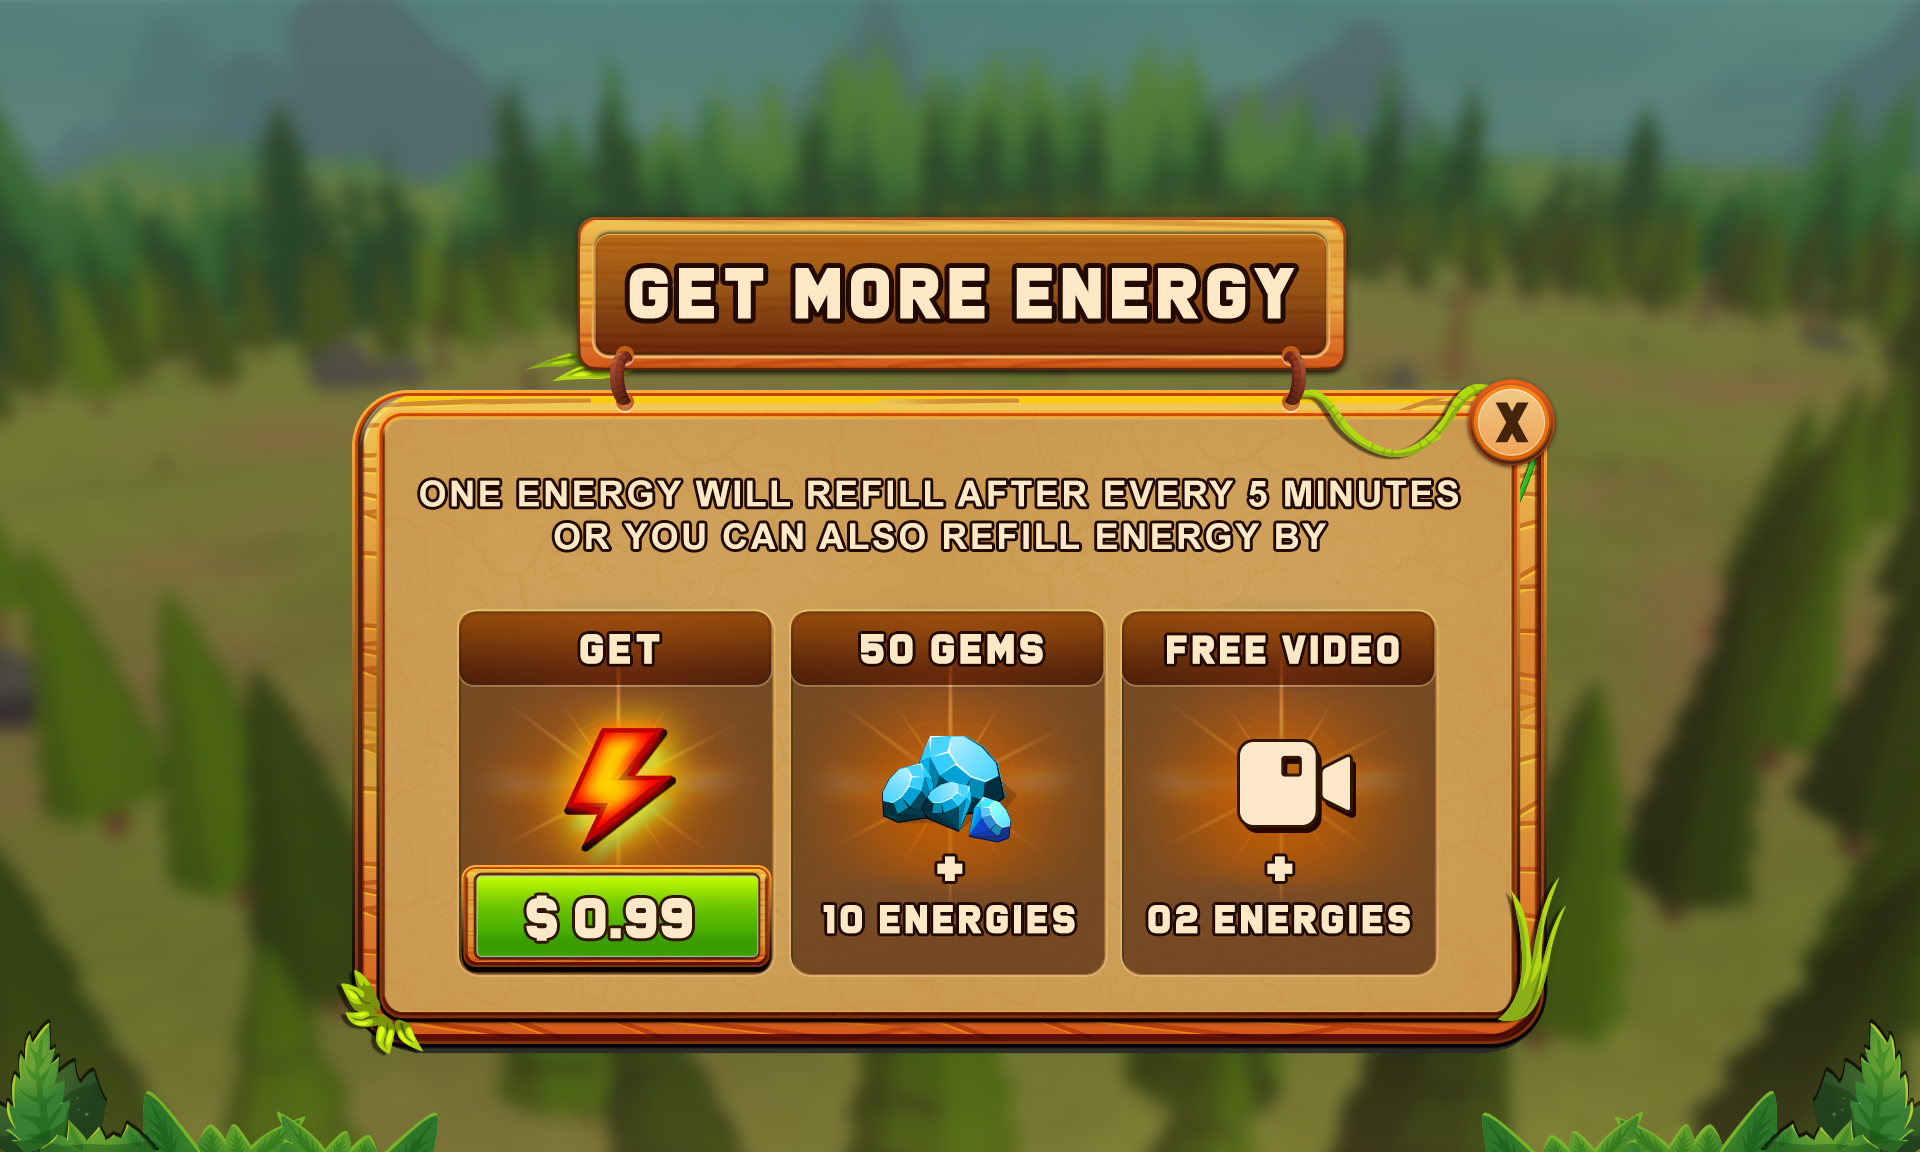 GET MORE ENERGY
X
ONE ENERGY WILL REFILL AFTER EVERY 5 MINUTES
OR YOU CAN ALSO REFILL ENERGY BY
GET
$ 0.99
50 GEMS
+
10 ENERGIES
FREE VIDEO
+
02 ENERGIES